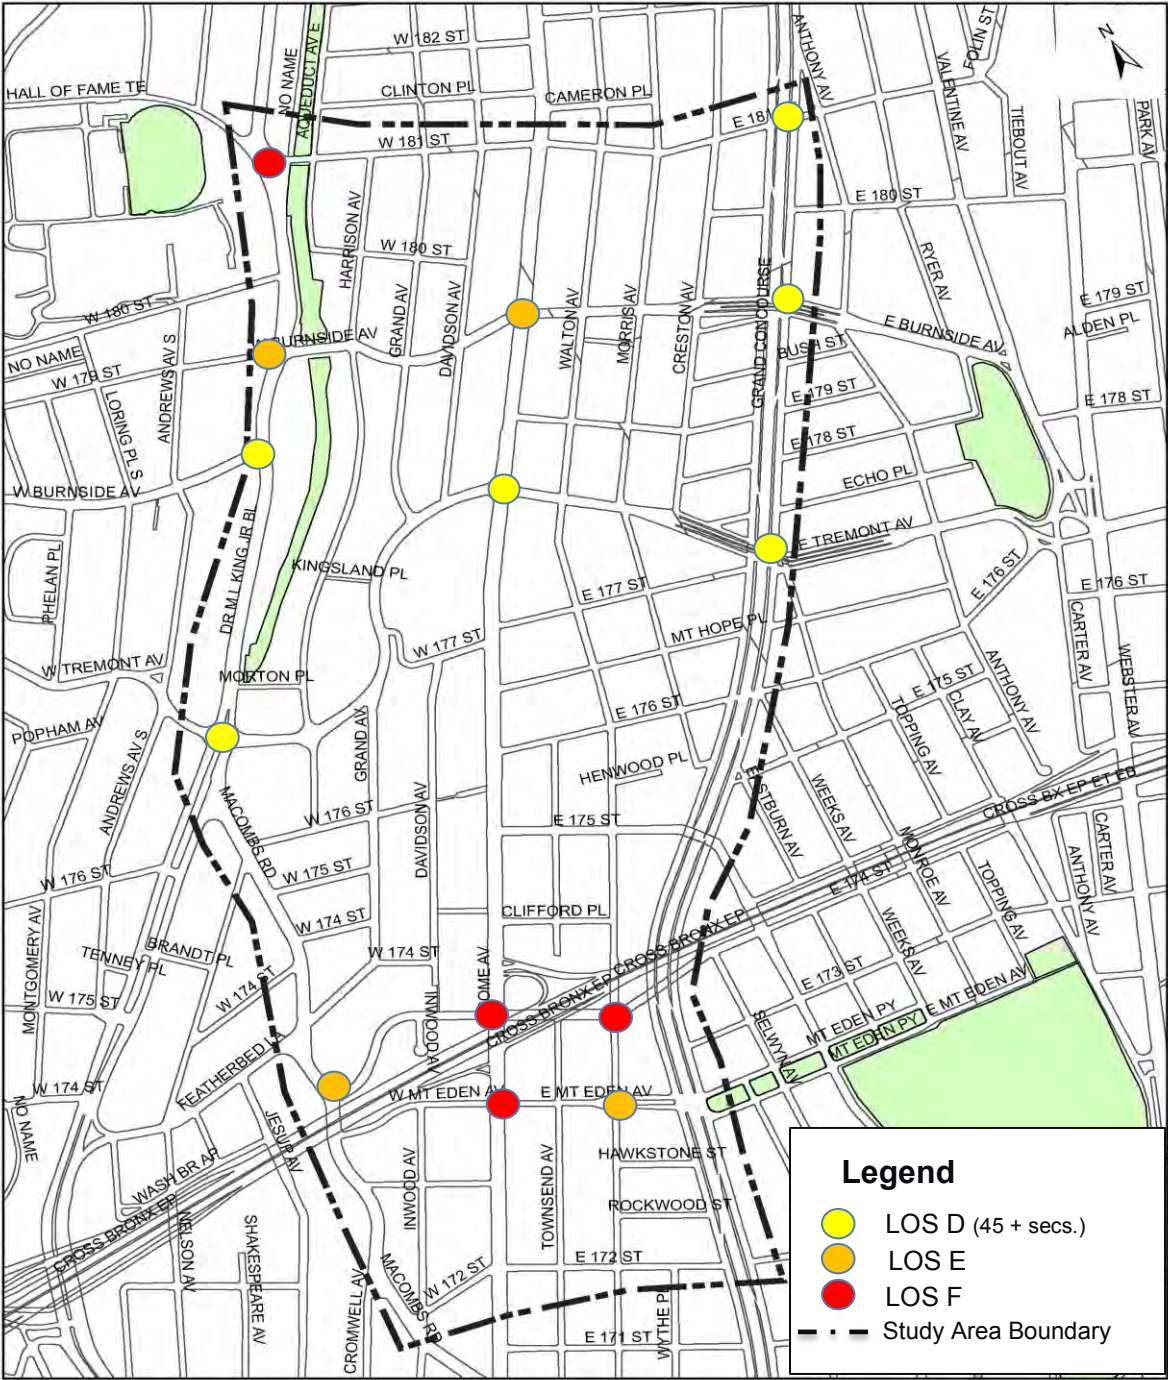 W 182 ST
ANTHONY AV
FOLIN ST
N
NO NAME
AQUEDUCT AV E
VALENTINE AV
HALL OF FAME TE
CLINTON PL
CAMERON PL
TIEBOUT AV
PARK AV
E 18
W 181 ST
E 180 ST
HARRISON AV
W 180 ST
RYER AV
GRAND CONCOURSE
W 180 ST
GRAND AV
DAVIDSON AV
WALTON AV
MORRIS AV
CRESTON AV
E 179 ST
ALDEN PL
E BURNSIDE AV
W BURNSIDE AV
BUSH ST
NO NAME
W 179 ST
ANDREWS AV S
LORING PL S
E 179 ST
E 178 ST
E 178 ST
ECHO PL
W BURNSIDE AV
E TREMONT AV
DR M L KING JR BL
PHELAN PL
KINGSLAND PL
E 177 ST
E 176 ST
E 176 ST
CARTER AV
MT HOPE PL
W 177 ST
W TREMONT AV
MORTON PL
WEBSTER AV
ANTHONY AV
E 175 ST
CLAY AV
TOPPING AV
E 176 ST
POPHAM AV
ANDREWS AV S
GRAND AV
HENWOOD PL
EASTBURN AV
WEEKS AV
CROSS BX EP ET EB
MACOMBS RD
DAVIDSON AV
W 176 ST
E 175 ST
MONROE AV
CARTER AV
ANTHONY AV
W 175 ST
W 176 ST
E 174 ST
TOPPING AV
CLIFFORD PL
W 174 ST
WEEKS AV
MONTGOMERY AV
BRANDT PL
TENNEY PL
W 174 ST
CROSS BRONX EP
W 174 ST
OME AV
E 173 ST
W 175 ST
INWOOD AV
CROSS BRONX EP
MT EDEN PY
E MT EDEN AV
MT EDEN PY
SELWYN AV
FEATHERBED LA
W 174 ST
W MT EDEN AV
E MT EDEN AV
NO NAME
JESUP AV
HAWKSTONE ST
WASH BR AP
INWOOD AV
TOWNSEND AV
ROCKWOOD ST
CROSS BRONX EP
NELSON AV
SHAKESPEARE AV
E 172 ST
W 172 ST
MACOMBS RD
CROMWELL AV
WYTHE PL
E 171 ST
Legend
LOS D (45 + secs.)
LOS E
LOS F
Study Area Boundary